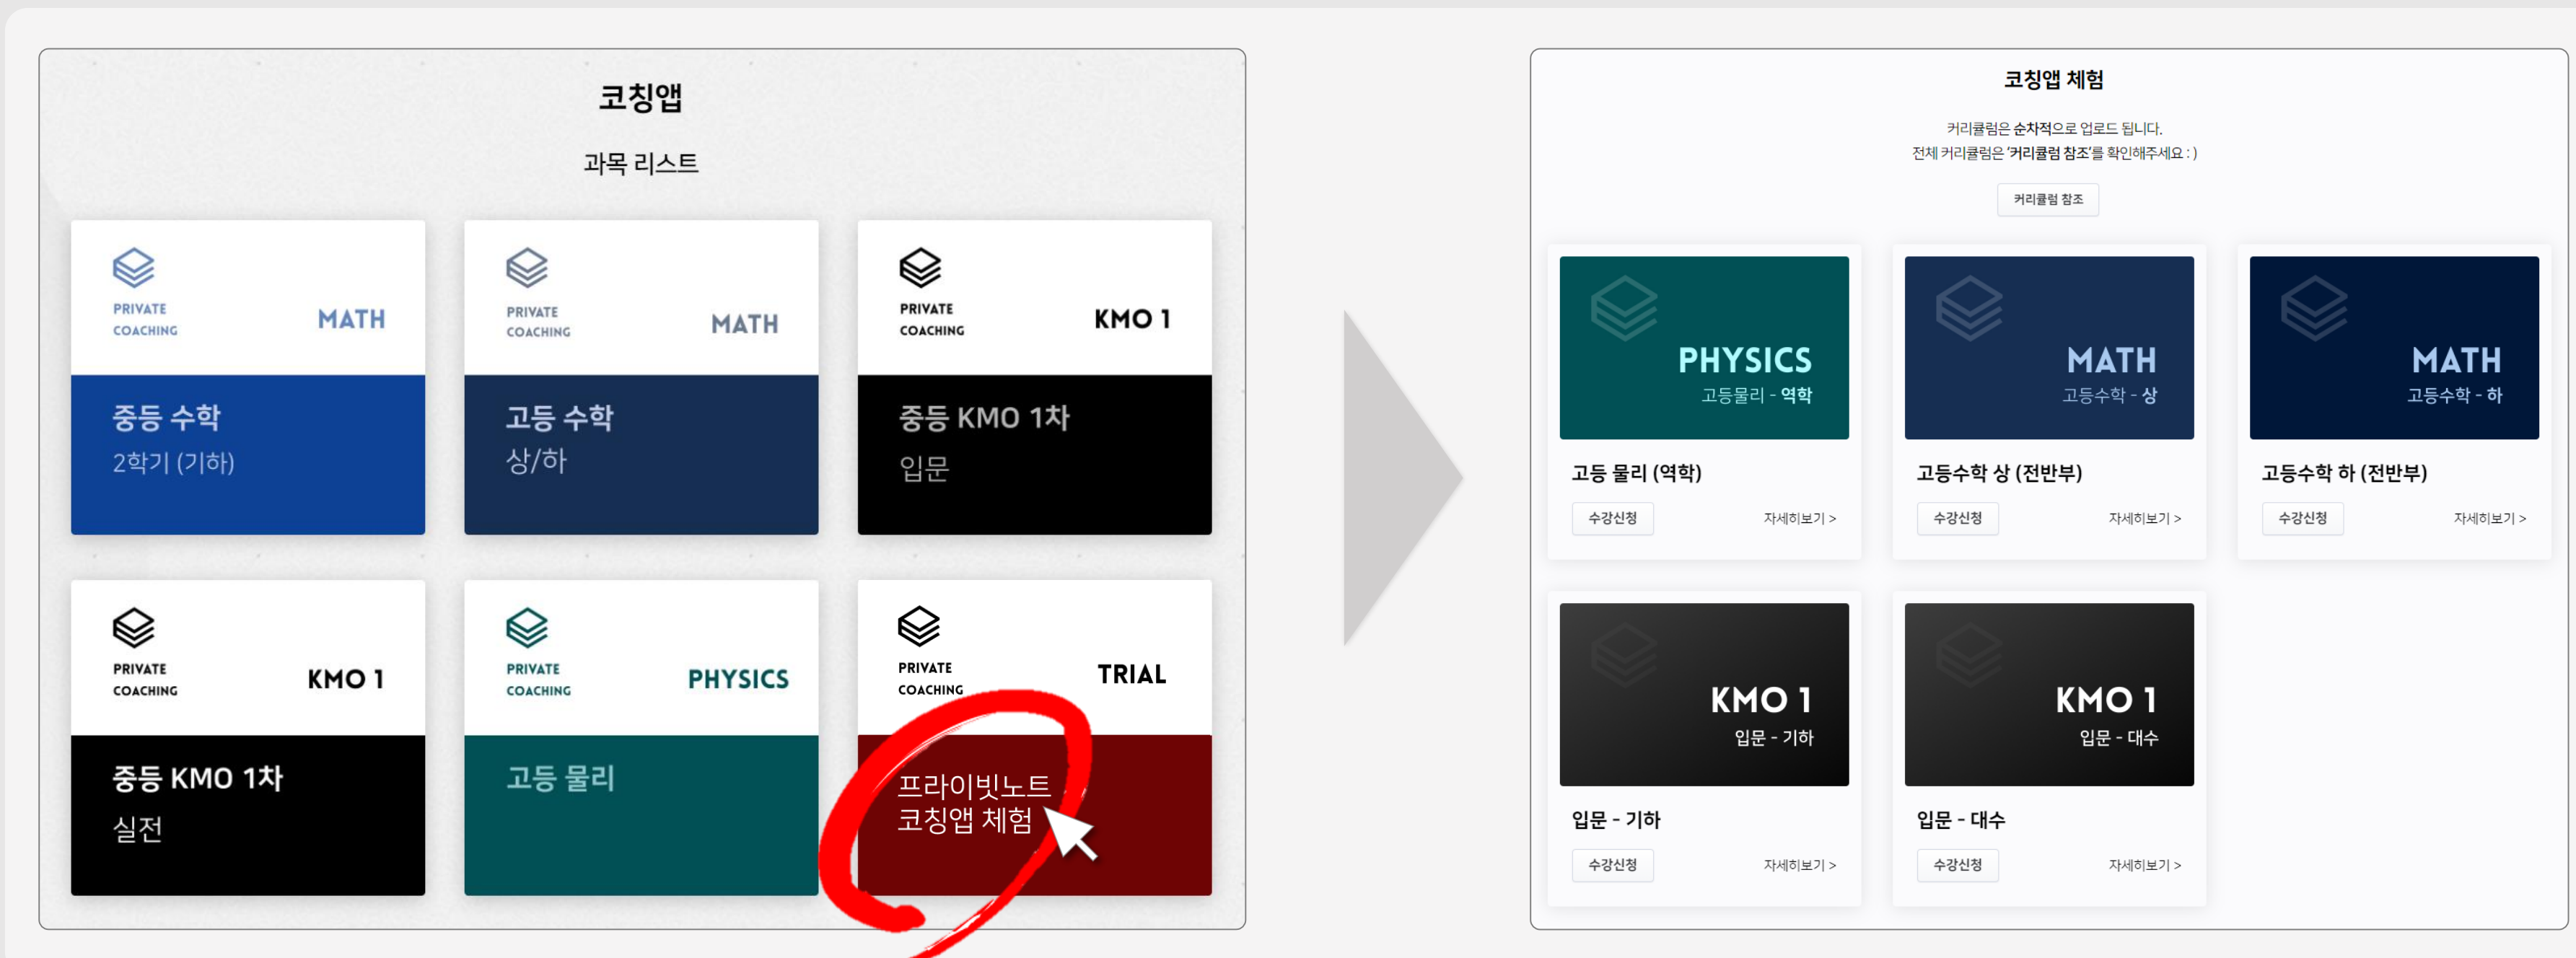 코칭앱
과목 리스트
PRIVATE
COACHING
MATH
중등 수학
2학기 (기하)
PRIVATE
COACHING
MATH
고등 수학
상/하
PRIVATE
COACHING
KMO 1
중등 KMO 1차
입문
PRIVATE
COACHING
KMO 1
중등 KMO 1차
실전
PRIVATE
COACHING
PHYSICS
고등 물리
PRIVATE
COACHING
TRIAL
프라이빗노트
코칭앱 체험
코칭앱 체험
커리큘럼은 순차적으로 업로드 됩니다.
전체 커리큘럼은 '커리큘럼 참조'를 확인해주세요 : )
커리큘럼 참조
PHYSICS
고등물리 - 역학
고등 물리 (역학)
수강신청
자세히보기 >
MATH
고등수학 - 상
고등수학 상 (전반부)
수강신청
자세히보기 >
MATH
고등수학 - 하
고등수학 하 (전반부)
수강신청
자세히보기 >
KMO 1
입문 - 기하
입문 - 기하
수강신청
자세히보기 >
KMO 1
입문 - 대수
입문 - 대수
수강신청
자세히보기 >